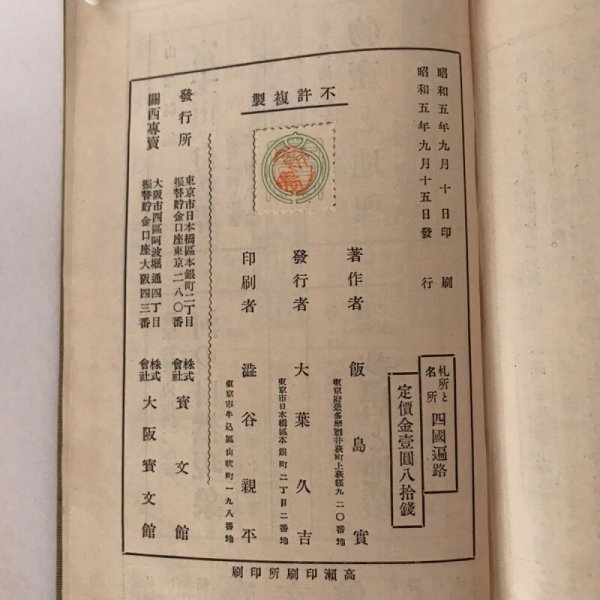 昭和五年九月十日印刷
昭和五年九月十五日發行
札所と
名所
四國遍路
定價金壹圓八拾錢
不許複製
著作者 飯島實
東京府豊多摩郡井荻町上荻窪九二〇番地
發行者 大葉久吉
東京市日本橋區本銀町二丁目二番地
印刷者 澁谷親平
東京市牛込區山吹町一九八番地
發行所
東京市日本橋區本銀町二丁目
振替貯金口座東京二八〇番
株式
會社
寳文館
關西專賣
大阪市西區阿波堀通四丁目
振替貯金口座大阪四三番
株式
會社
大阪寳文館
高瀨印刷所印刷